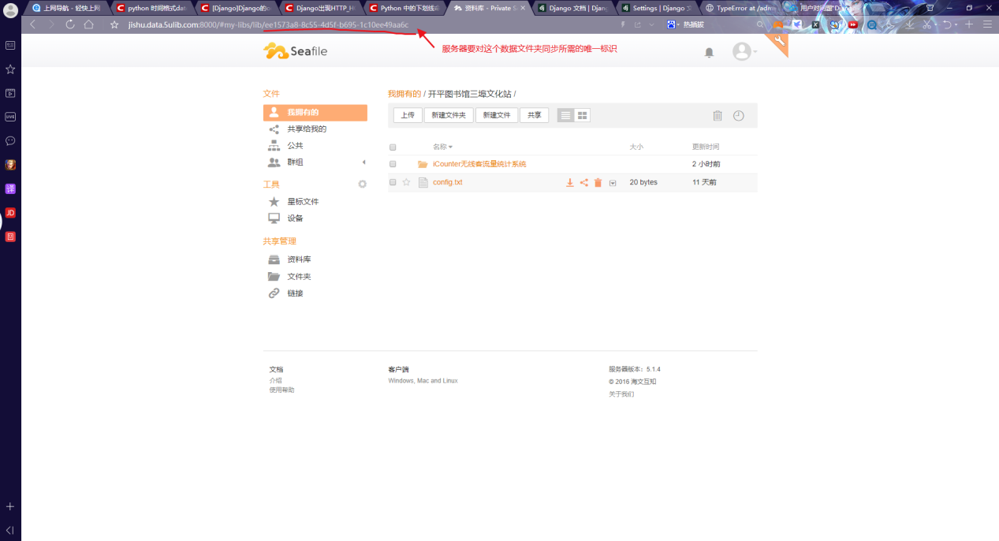 上网导航 - 轻快上网
python 时间格式dat
[Django]Django的o
Django出现HTTP_H
Python 中的下划线
资料库 - Private S
Django 文档 | Djang
Settings | Django 文
TypeError at /adm
用户对问题"Djang
jishu.data.5ulib.com:8000/#my-libs/lib/ee1573a8-8c55-4d5f-b695-1c10ee49aa6c
热插拔
服务器要对这个数据文件夹同步所需的唯一标识
Seafile
LIVE
译
JD
文件
我拥有的
共享给我的
公共
群组
工具
星标文件
设备
共享管理
资料库
文件夹
链接
我拥有的 / 开平图书馆三埠文化站 /
上传 新建文件夹 新建文件 共享
名称 大小 更新时间
iCounter无线客流量统计系统 2 小时前
config.txt 20 bytes 11 天前
文档
介绍
使用帮助
客户端
Windows, Mac and Linux
服务器版本: 5.1.4
© 2016 海文互知
关于我们